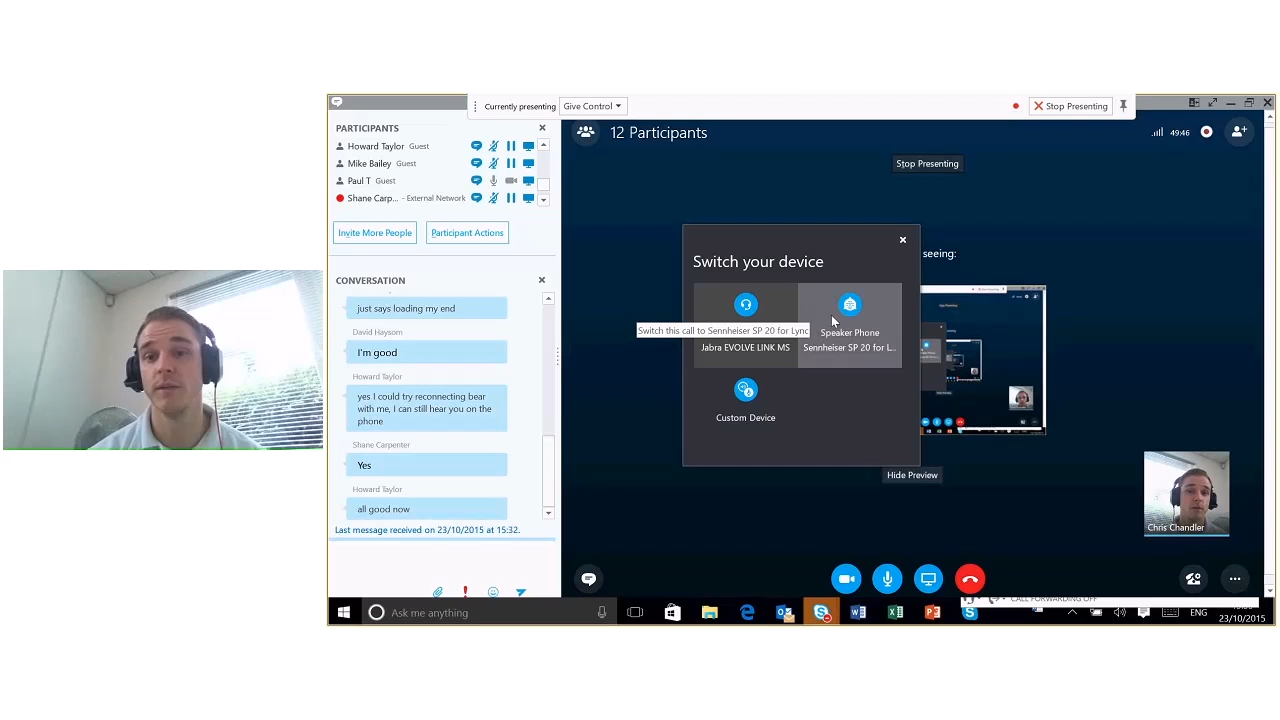 Currently presenting Give Control
Stop Presenting
PARTICIPANTS
Howard Taylor Guest
Mike Bailey Guest
Paul T Guest
Shane Carp... - External Network
Invite More People Participant Actions
CONVERSATION
just says loading my end
David Haysom
I'm good
Howard Taylor
yes I could try reconnecting bear
with me, I can still hear you on the
phone
Shane Carpenter
Yes
Howard Taylor
all good now
Last message received on 23/10/2015 at 15:32.
12 Participants
49:46
Stop Presenting
seeing:
Switch your device
Switch this call to Sennheiser SP 20 for Lync
Jabra EVOLVE LINK MS
Speaker Phone
Sennheiser SP 20 for L...
Custom Device
Hide Preview
Chris Chandler
Ask me anything
CALL FORWARDING OFF
ENG
23/10/2015